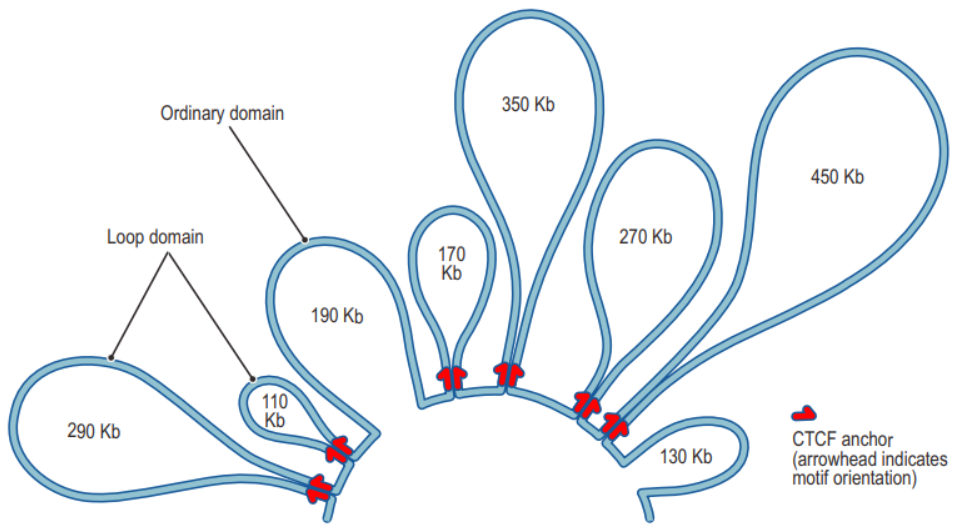 350 Kb
Ordinary domain
450 Kb
Loop domain
270 Kb
170
Kb
190 Kb
110
Kb
290 Kb
130 Kb
CTCF anchor
(arrowhead indicates
motif orientation)